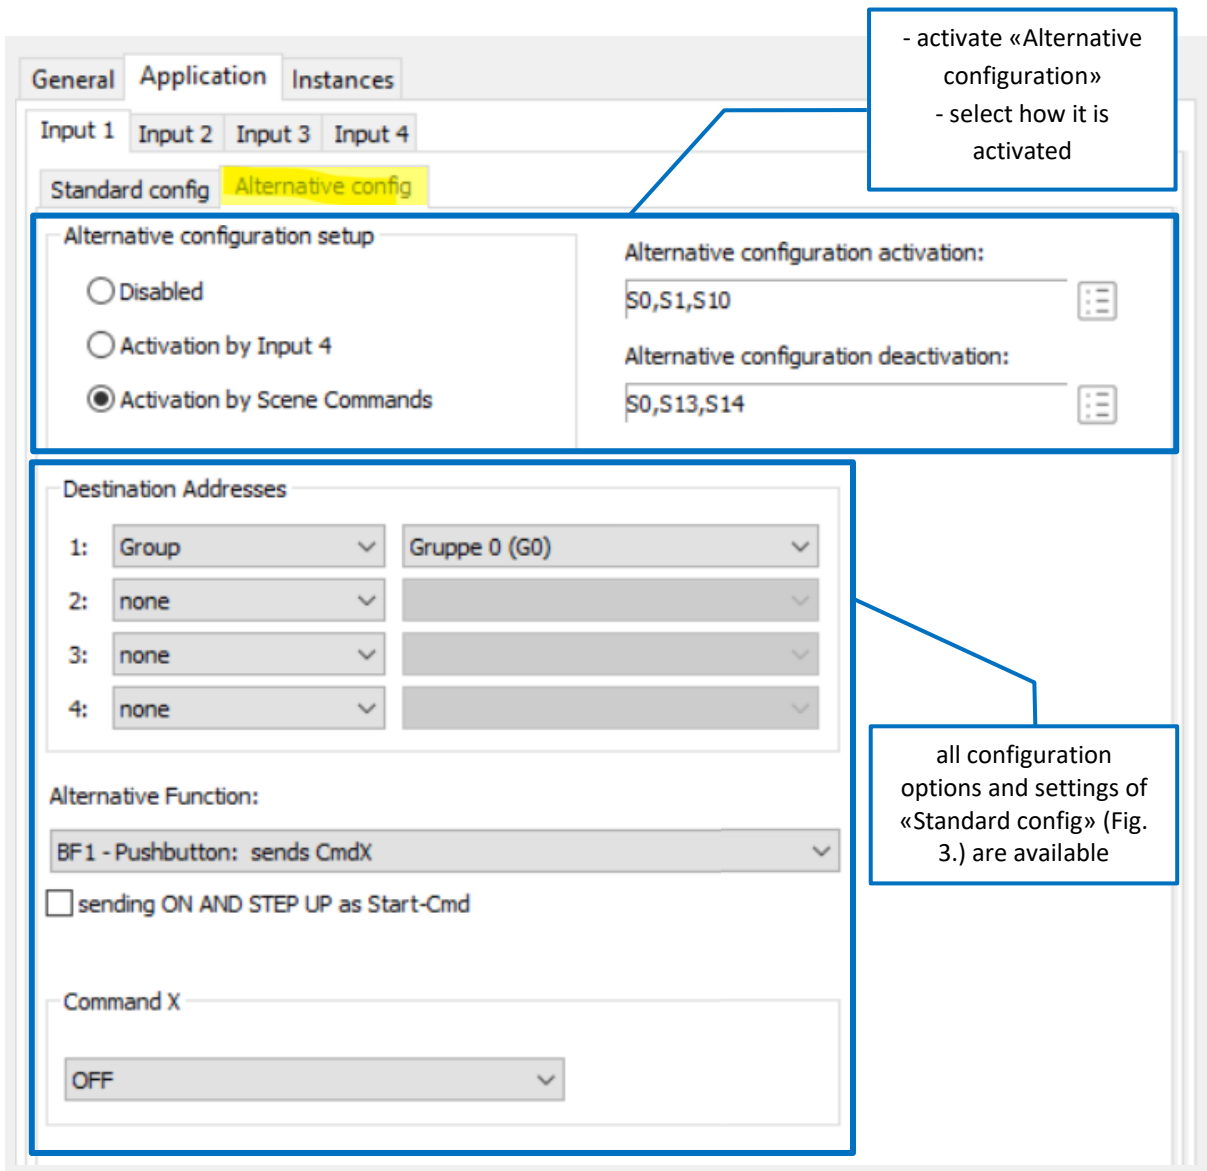 - activate «Alternative
configuration»
- select how it is
activated
General Application Instances
Input 1 Input 2 Input 3 Input 4
Standard config Alternative config
Alternative configuration setup
Disabled
Activation by Input 4
Activation by Scene Commands
Alternative configuration activation:
S0,S1,S10
Alternative configuration deactivation:
S0,S13,S14
Destination Addresses
1: Group Gruppe 0 (G0)
2: none
3: none
4: none
all configuration
options and settings of
«Standard config» (Fig.
3.) are available
Alternative Function:
BF1 - Pushbutton: sends CmdX
sending ON AND STEP UP as Start-Cmd
Command X
OFF